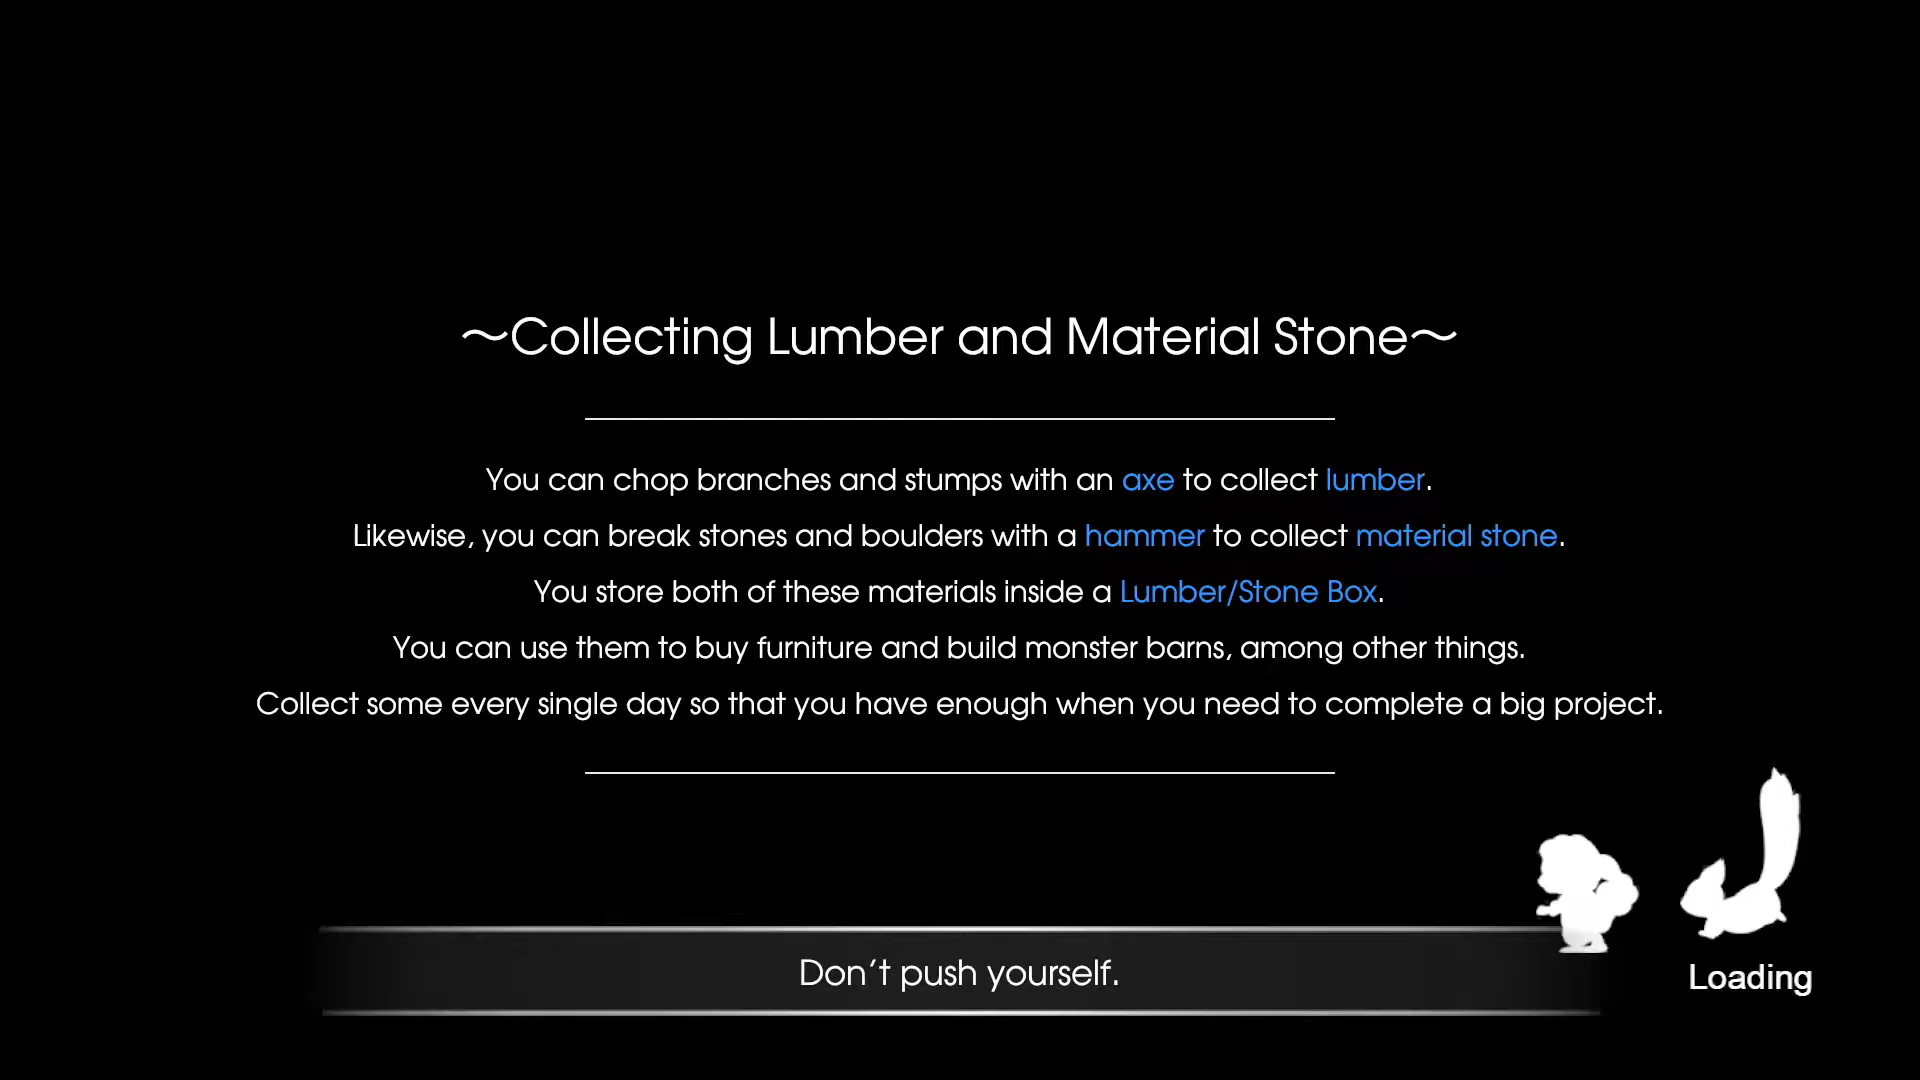 ～Collecting Lumber and Material Stone～
You can chop branches and stumps with an axe to collect lumber.
Likewise, you can break stones and boulders with a hammer to collect material stone.
You store both of these materials inside a Lumber/Stone Box.
You can use them to buy furniture and build monster barns, among other things.
Collect some every single day so that you have enough when you need to complete a big project.
Don’t push yourself.
Loading